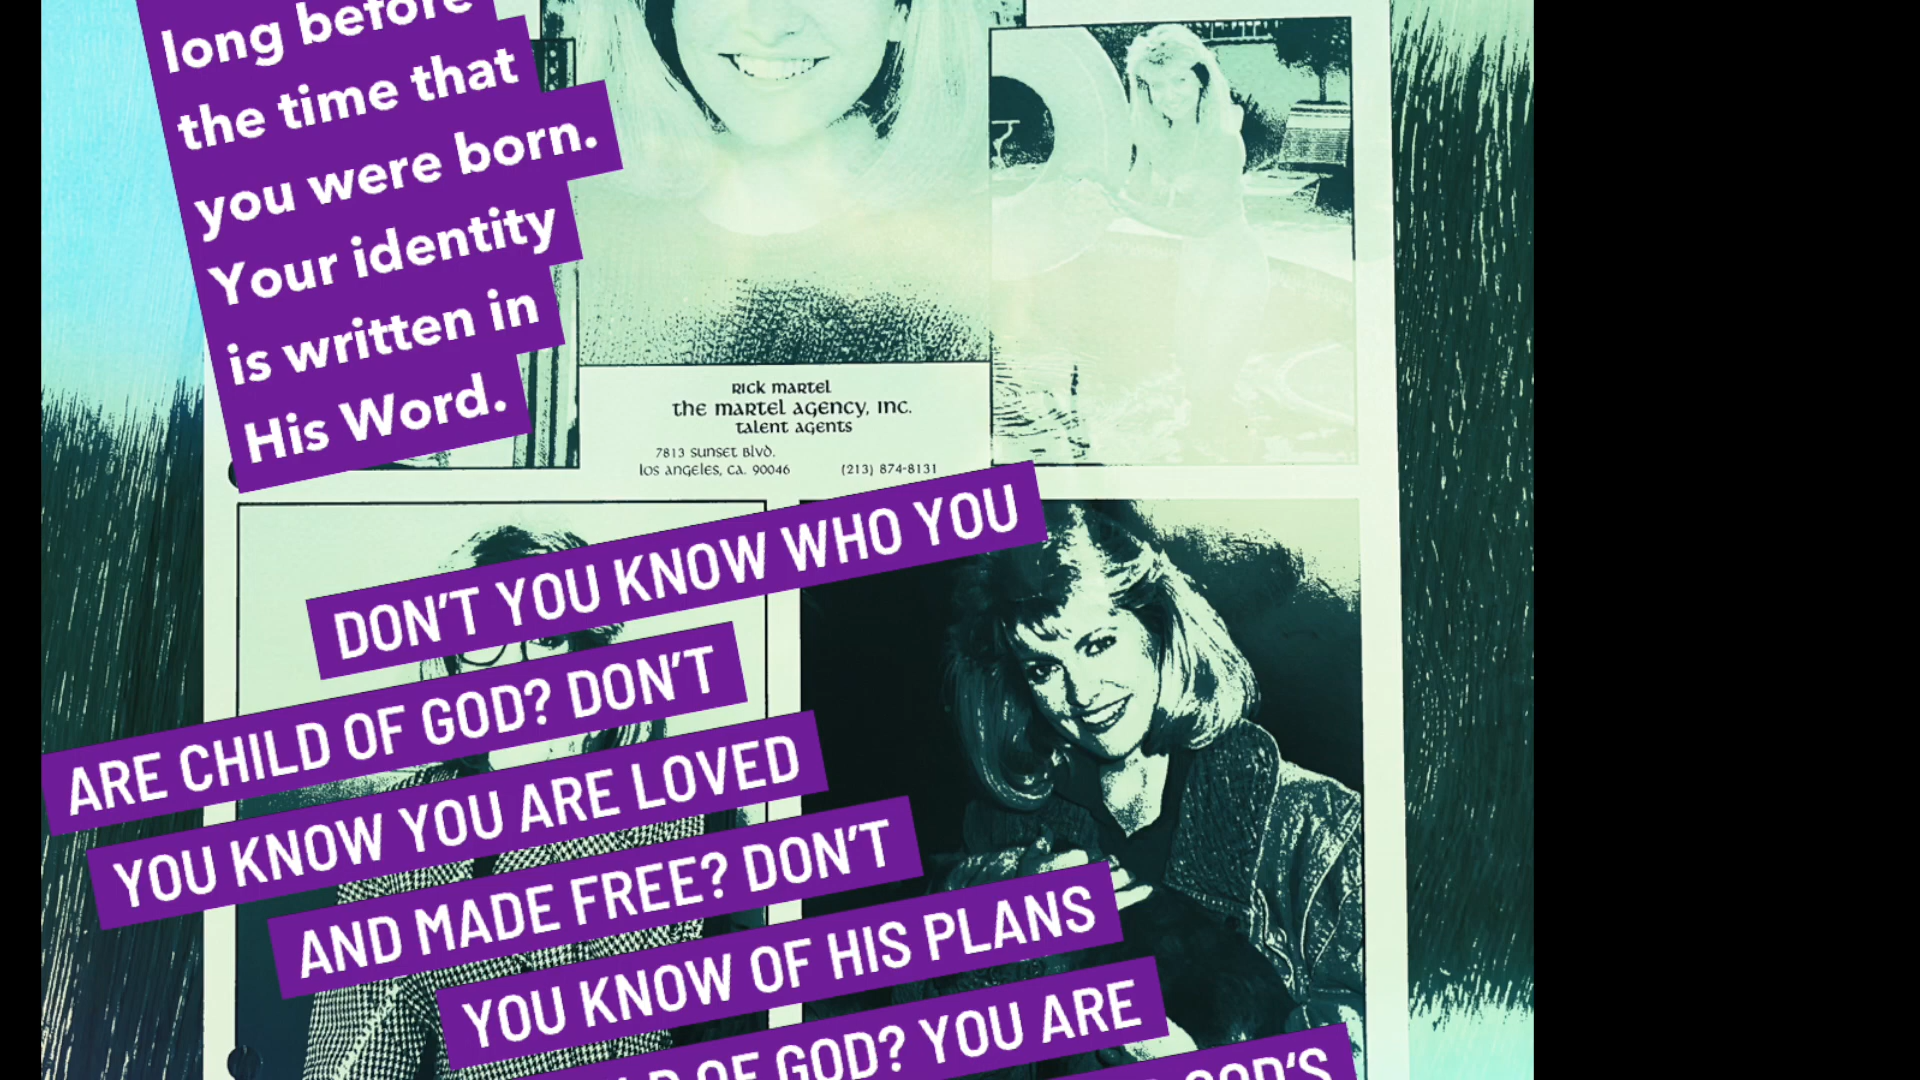 long before
the time that
you were born.
Your identity
is written in
His Word.
RICK MARTEL
THE MARTEL AGENCY, INC.
TALENT AGENTS
7813 SUNSET BLVD.
LOS ANGELES, CA. 90046 (213) 874-8131
DON'T YOU KNOW WHO YOU
ARE CHILD OF GOD? DON'T
YOU KNOW YOU ARE LOVED
AND MADE FREE? DON'T
YOU KNOW OF HIS PLANS
OF GOD? YOU ARE
GOD'S